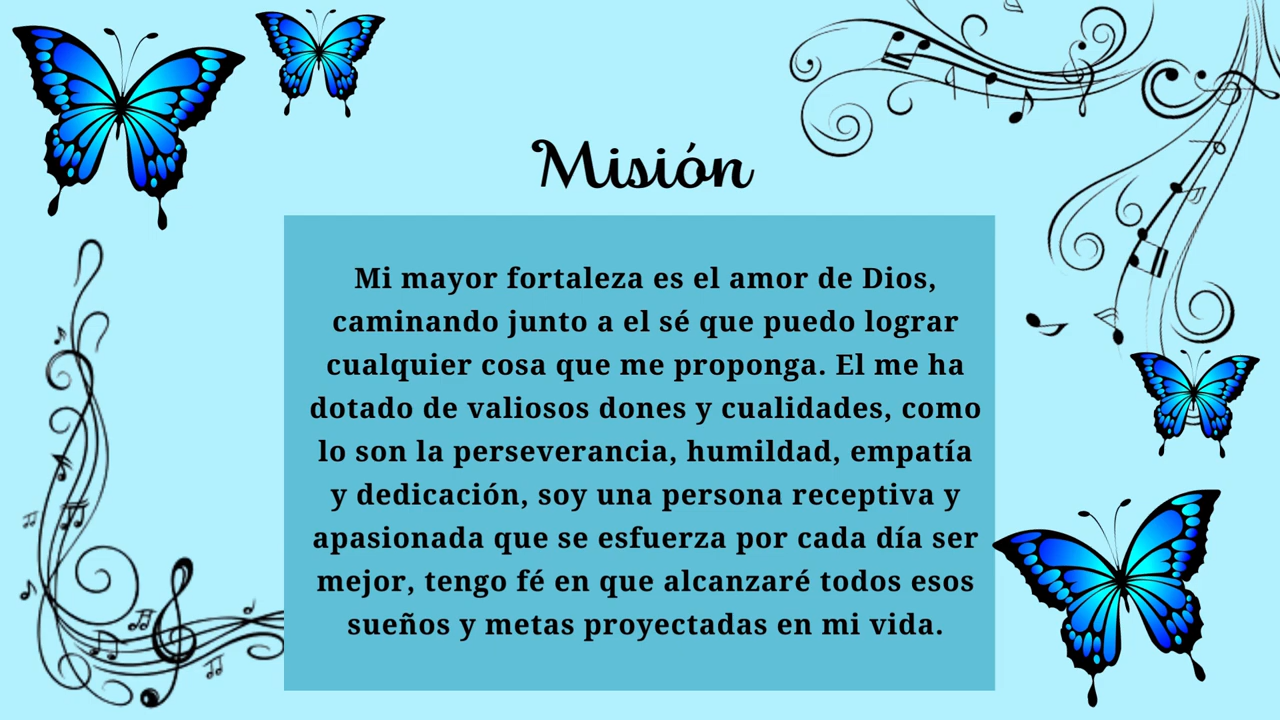 Misión
Mi mayor fortaleza es el amor de Dios,
caminando junto a el sé que puedo lograr
cualquier cosa que me proponga. El me ha
dotado de valiosos dones y cualidades, como
lo son la perseverancia, humildad, empatía
y dedicación, soy una persona receptiva y
apasionada que se esfuerza por cada día ser
mejor, tengo fé en que alcanzaré todos esos
sueños y metas proyectadas en mi vida.